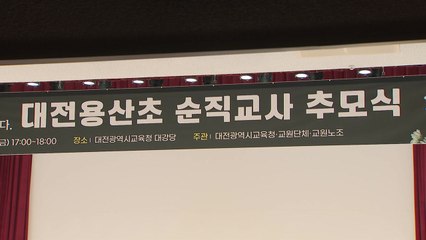 다. 대전용산초 순직교사 추모식
금) 17:00~18:00 장소 | 대전광역시교육청 대강당 주관 | 대전광역시교육청·교원단체·교원노조